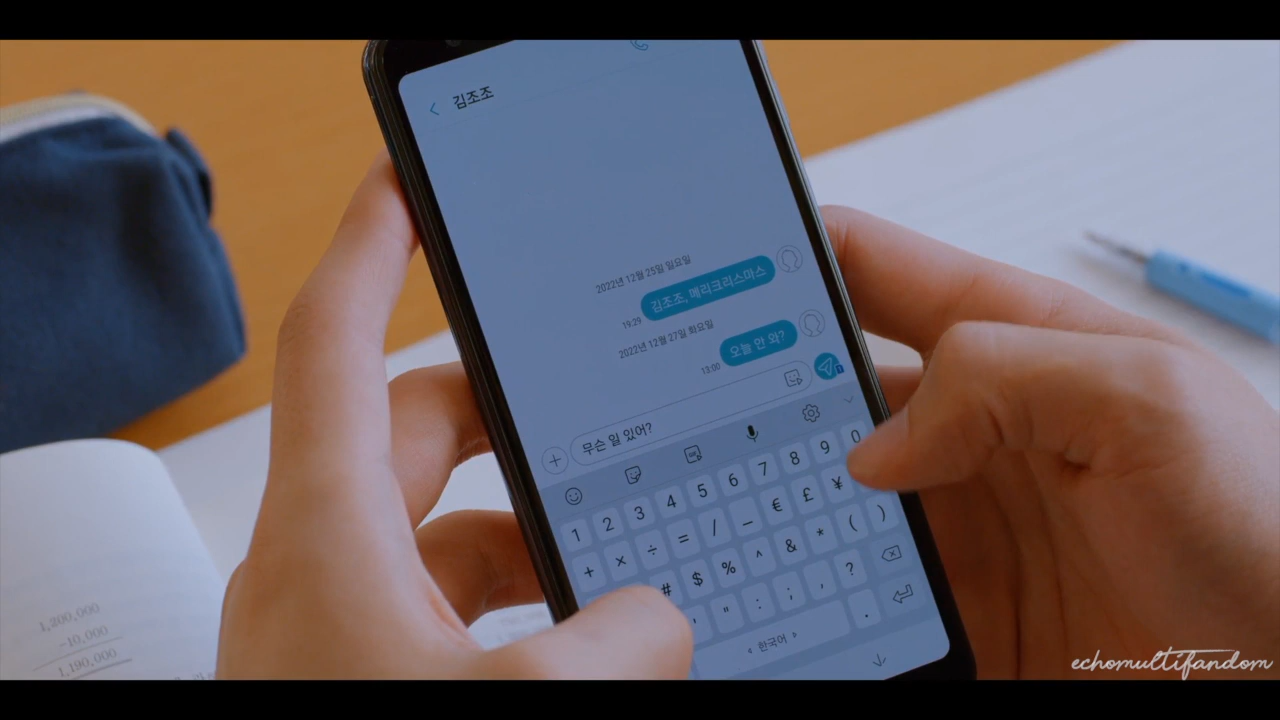 김조조
2022년 12월 25일 일요일
김조조, 메리크리스마스
19:29
2022년 12월 27일 화요일
오늘 안 와?
13:00
1
무슨 일 있어?
1 2 3 4 5 6 7 8 9 0
+ × ÷ = / _ € £ ¥
# $ % ^ & * ( )
' " : ; , ?
한국어 .
1,200,000
-10,000
1,190,000
echomultifandom